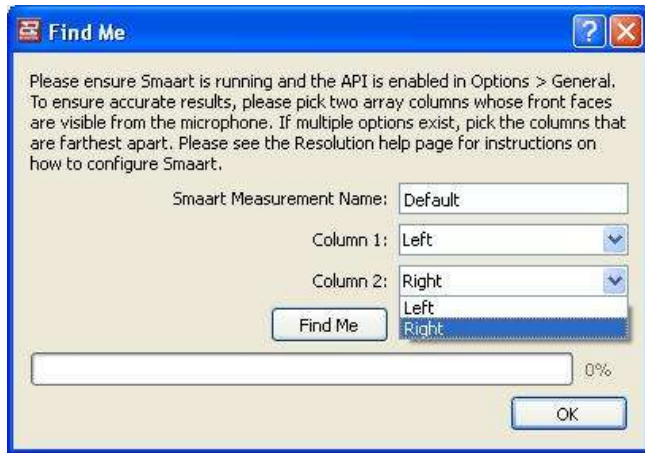 Find Me
Please ensure Smaart is running and the API is enabled in Options > General.
To ensure accurate results, please pick two array columns whose front faces
are visible from the microphone. If multiple options exist, pick the columns that
are farthest apart. Please see the Resolution help page for instructions on
how to configure Smaart.
Smaart Measurement Name: Default
Column 1: Left
Column 2: Right
Left
Right
Find Me
0%
OK